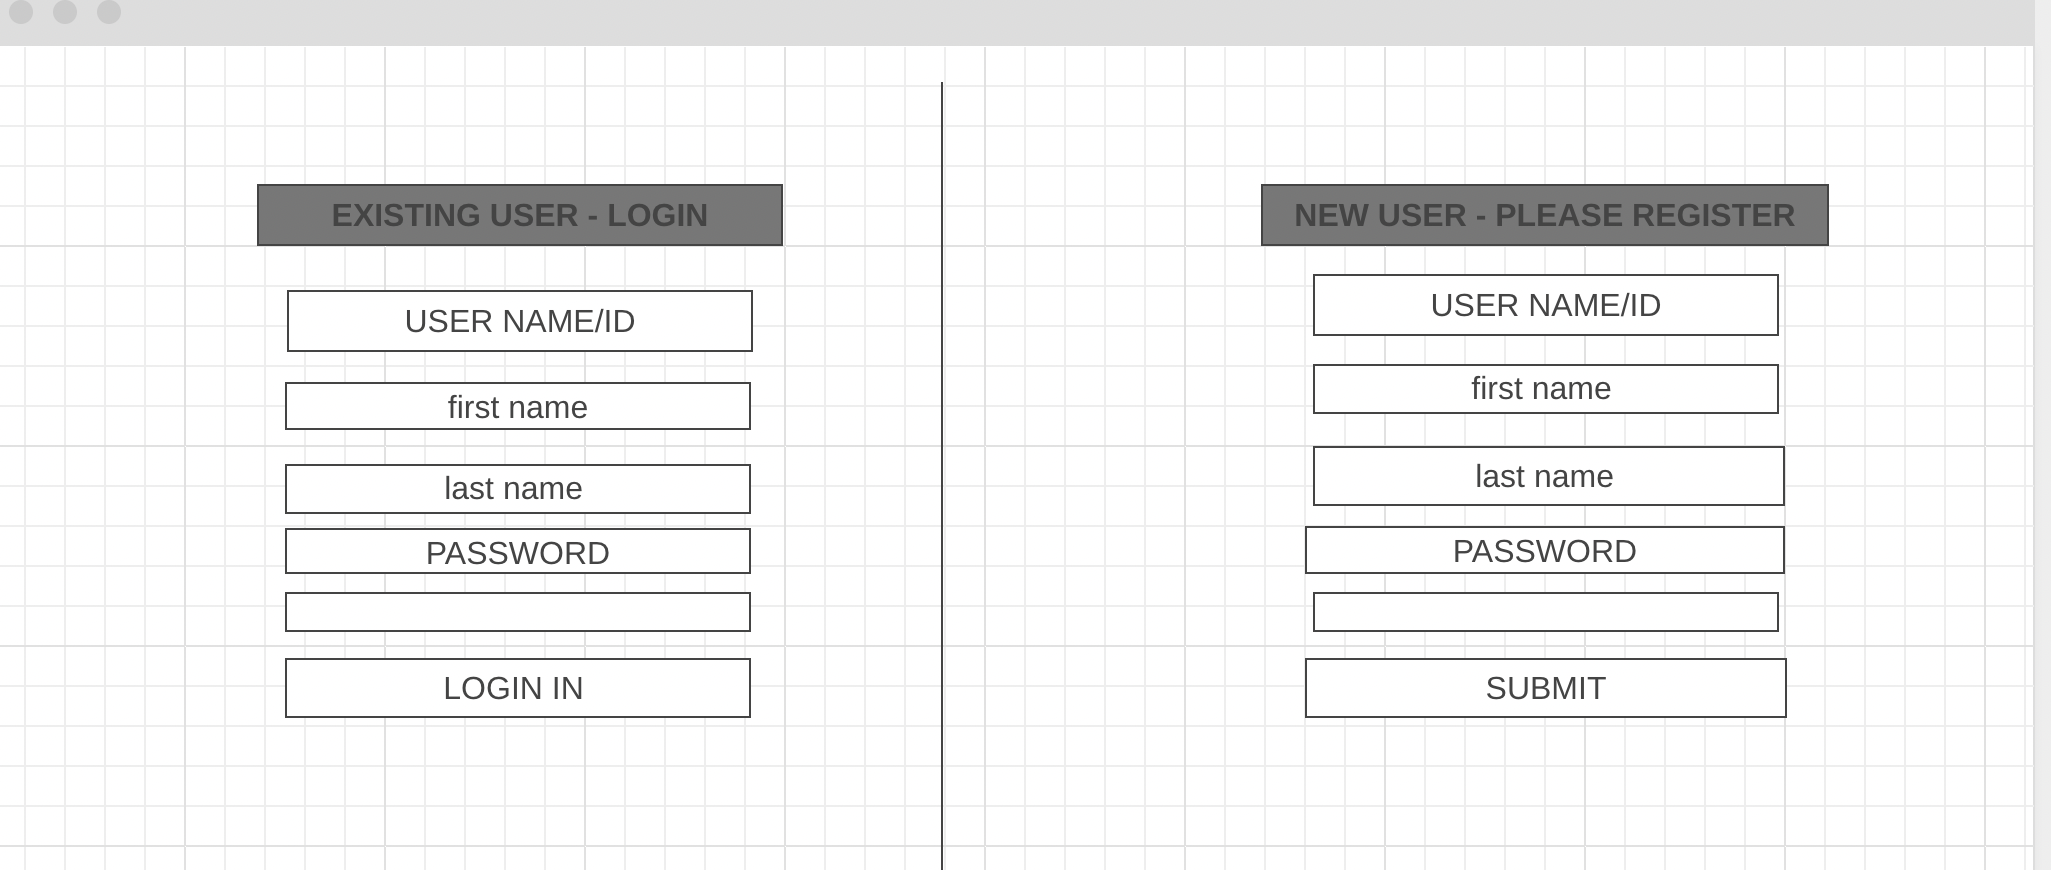 EXISTING USER - LOGIN
USER NAME/ID
first name
last name
PASSWORD
LOGIN IN
NEW USER - PLEASE REGISTER
USER NAME/ID
first name
last name
PASSWORD
SUBMIT